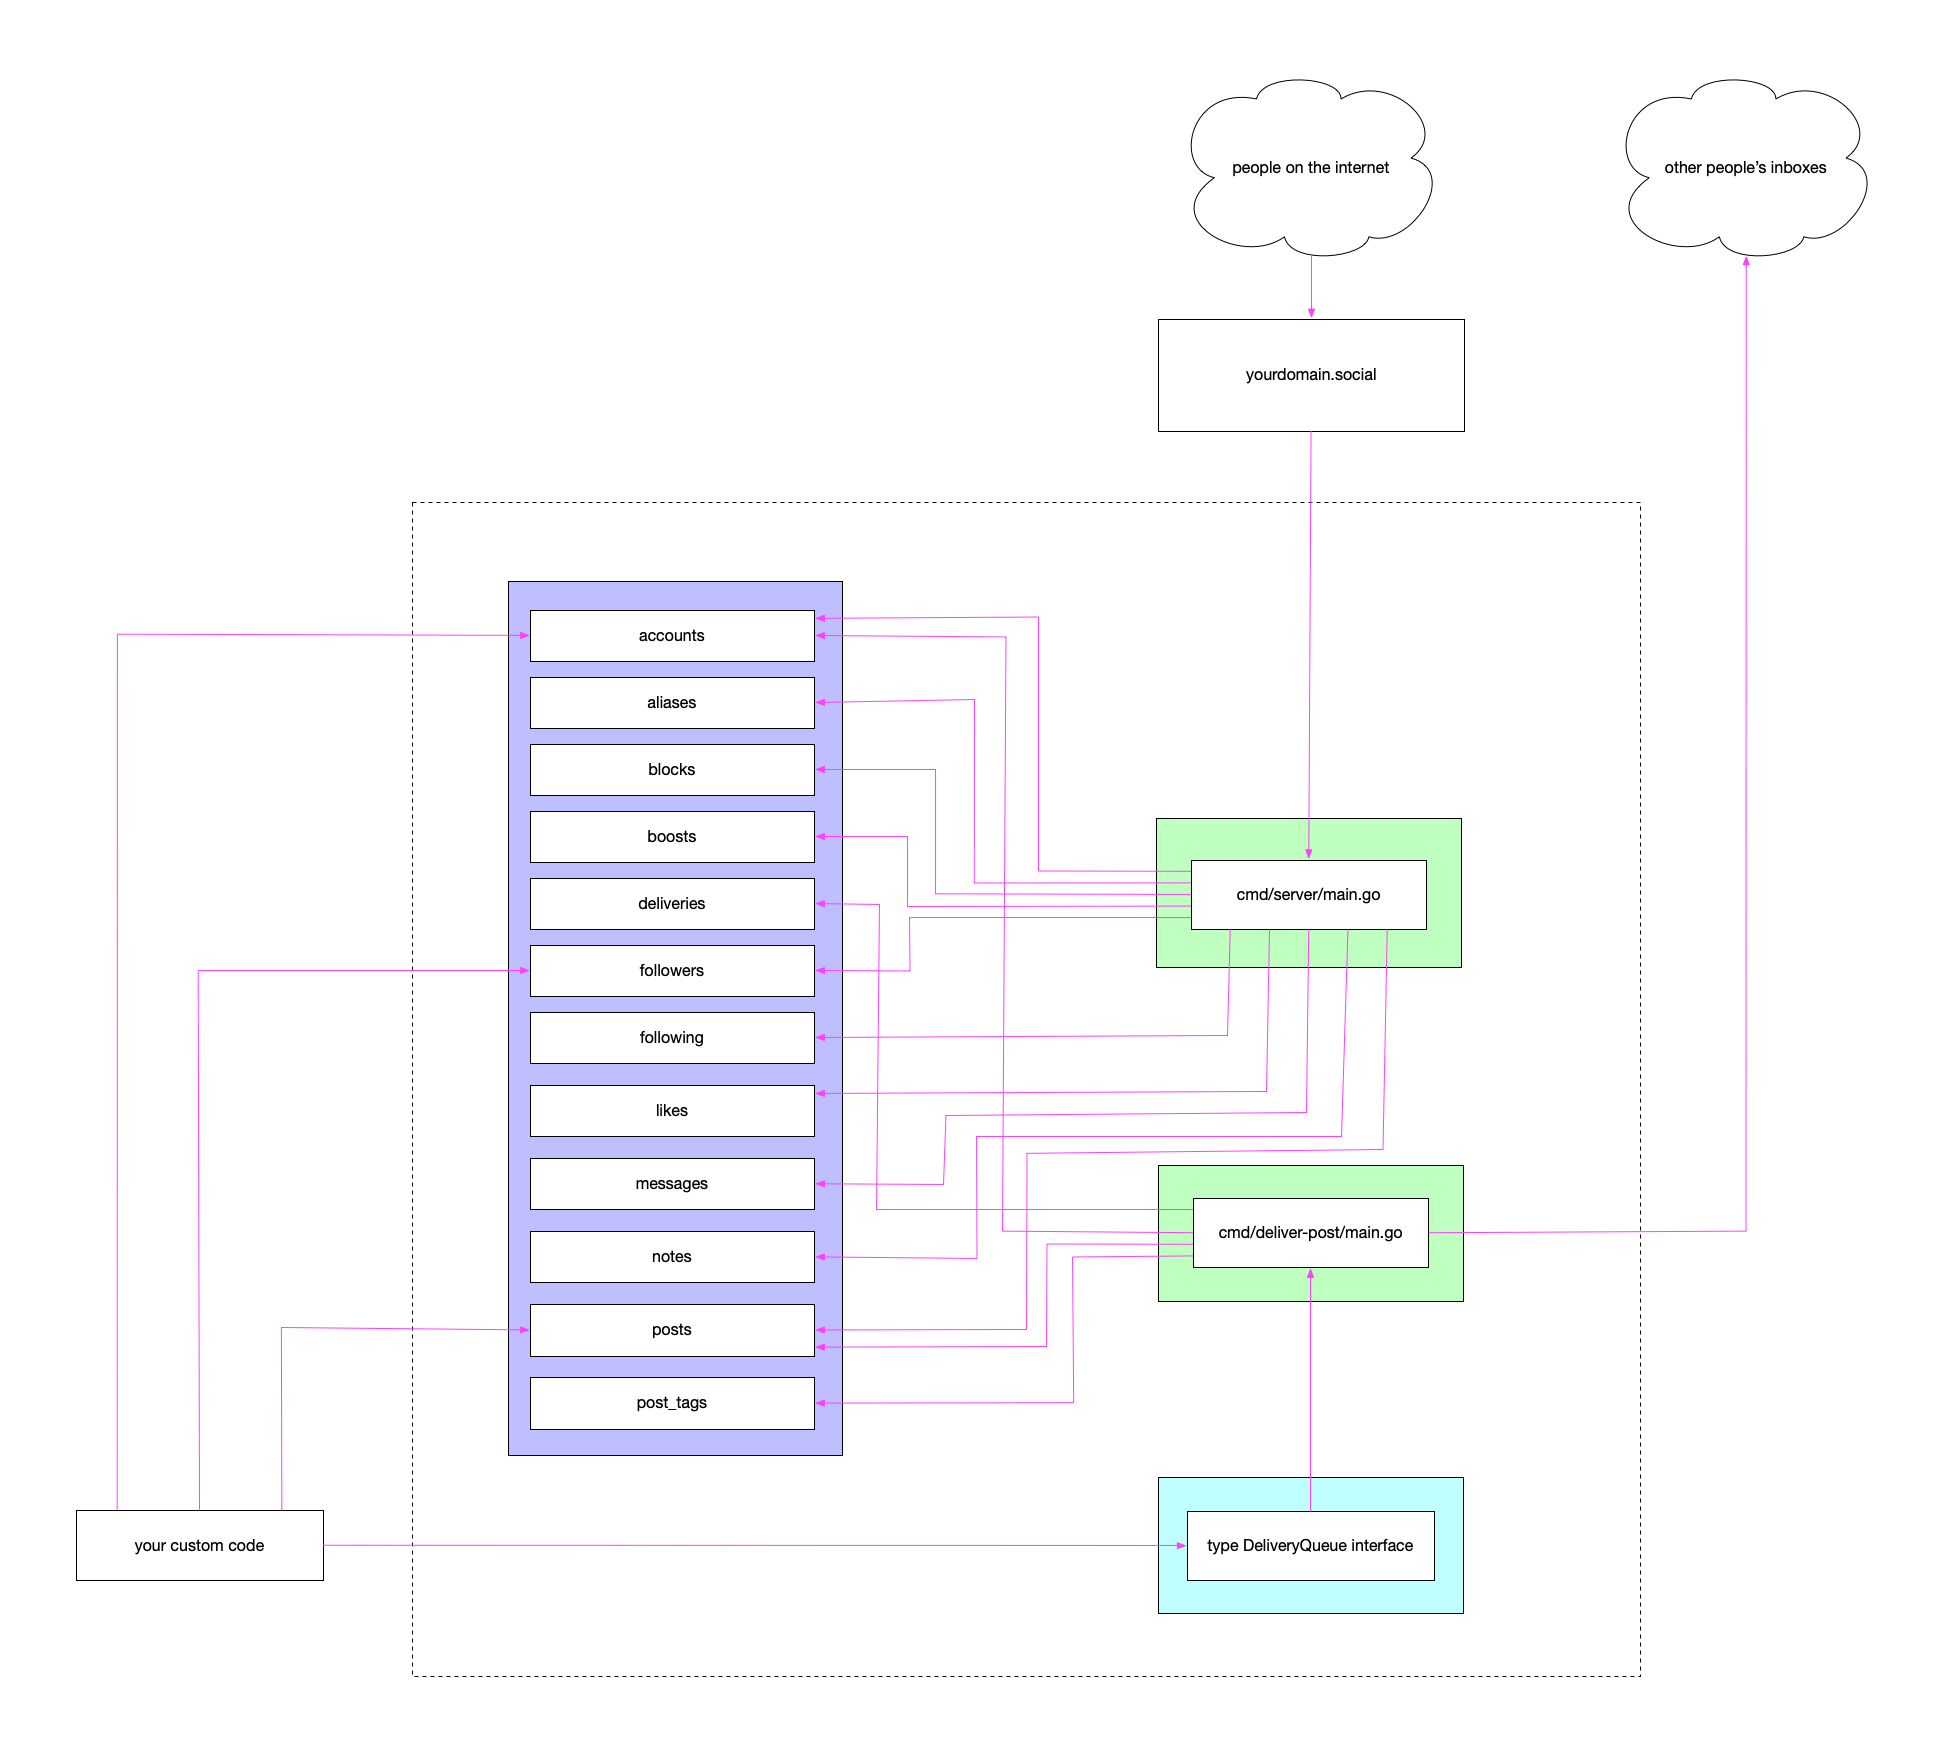 people on the internet
other people’s inboxes
yourdomain.social
accounts
aliases
blocks
boosts
deliveries
followers
following
likes
messages
notes
posts
post_tags
cmd/server/main.go
cmd/deliver-post/main.go
your custom code
type DeliveryQueue interface